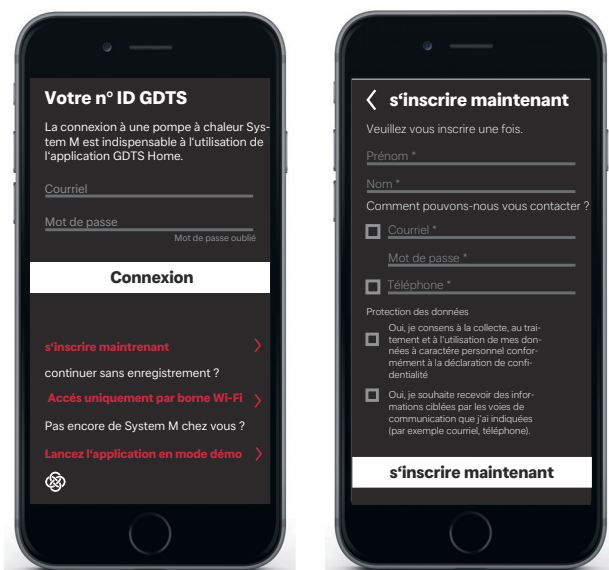 Votre n° ID GDTS
La connexion à une pompe à chaleur Sys-
tem M est indispensable à l‘utilisation de
l‘application GDTS Home.
Courriel
Mot de passe
Mot de passe oublié
Connexion
s‘inscrire maintrenant
continuer sans enregistrement ?
Accés uniquement par borne Wi-Fi
Pas encore de System M chez vous ?
Lancez l‘application en mode démo
s‘inscrire maintenant
Veuillez vous inscrire une fois.
Prénom *
Nom *
Comment pouvons-nous vous contacter ?
Courriel *
Mot de passe *
Téléphone *
Protection des données
Oui, je consens à la collecte, au trai-
tement et à l‘utilisation de mes don-
nées à caractére personnel confor-
mément à la déclaration de confi-
dentialité
Oui, je souhaite recevoir des infor-
mations ciblées par les voies de
communication que j‘ai indiquées
(par exemple courriel, téléphone).
s‘inscrire maintenant